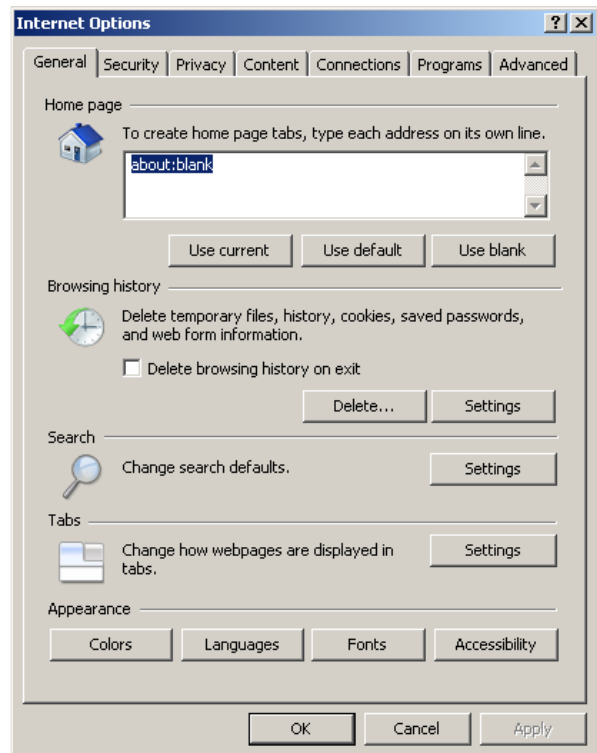 Internet Options
General Security Privacy Content Connections Programs Advanced
Home page
To create home page tabs, type each address on its own line.
about:blank
Use current Use default Use blank
Browsing history
Delete temporary files, history, cookies, saved passwords,
and web form information.
Delete browsing history on exit
Delete... Settings
Search
Change search defaults. Settings
Tabs
Change how webpages are displayed in
tabs.
Settings
Appearance
Colors Languages Fonts Accessibility
OK Cancel Apply